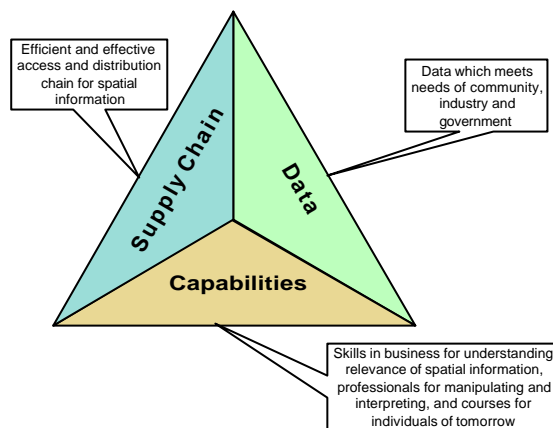 Efficient and effective
access and distribution
chain for spatial
information
Data which meets
needs of community,
industry and
government
Supply Chain
Data
Capabilities
Skills in business for understanding
relevance of spatial information,
professionals for manipulating and
interpreting, and courses for
individuals of tomorrow